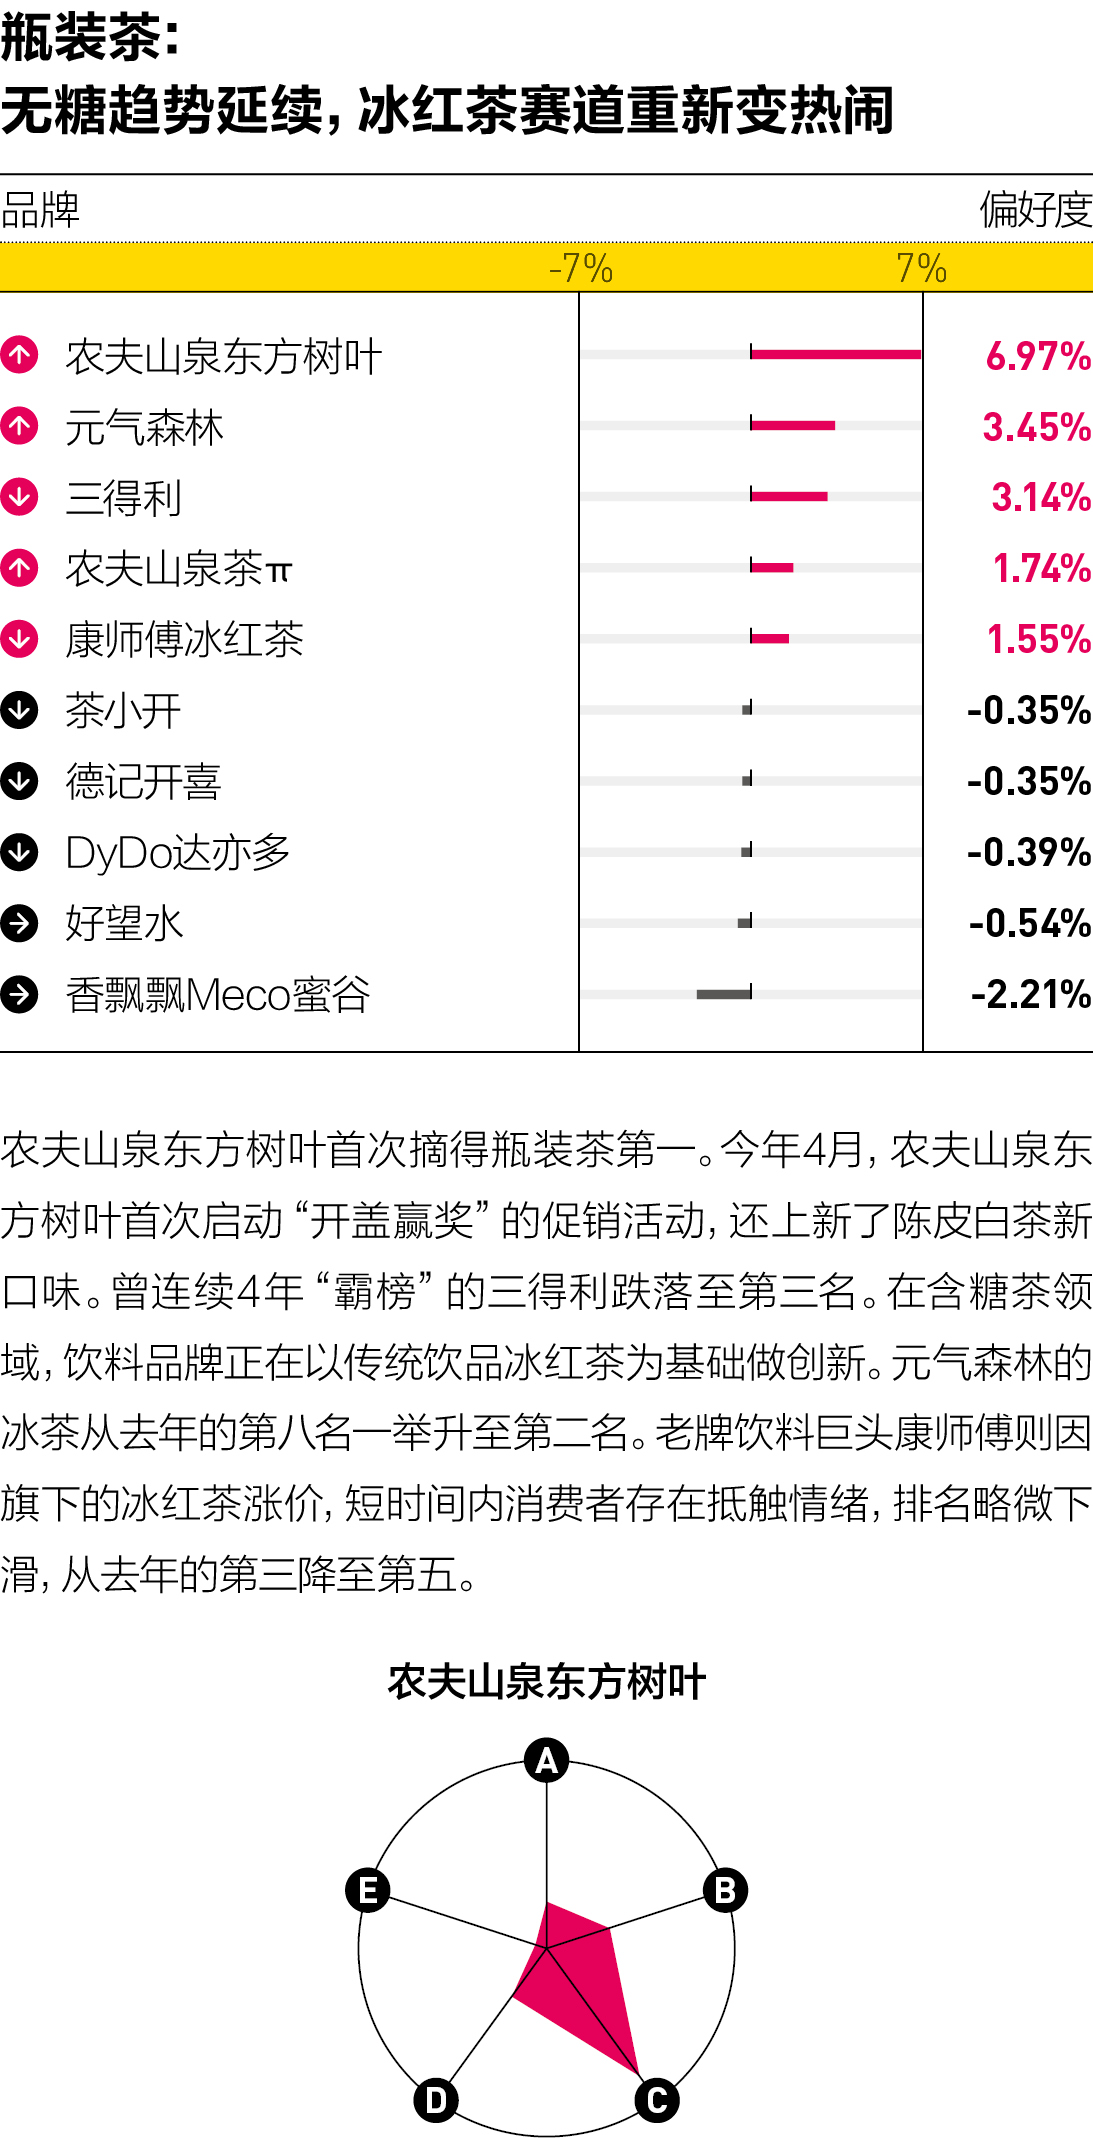 瓶装茶：
无糖趋势延续，冰红茶赛道重新变热闹
品牌 偏好度
-7% 7%
农夫山泉东方树叶 6.97%
元气森林 3.45%
三得利 3.14%
农夫山泉茶π 1.74%
康师傅冰红茶 1.55%
茶小开 -0.35%
德记开喜 -0.35%
DyDo达亦多 -0.39%
好望水 -0.54%
香飘飘Meco蜜谷 -2.21%
农夫山泉东方树叶首次摘得瓶装茶第一。今年4月，农夫山泉东
方树叶首次启动“开盖赢奖”的促销活动，还上新了陈皮白茶新
口味。曾连续4年“霸榜”的三得利跌落至第三名。在含糖茶领
域，饮料品牌正在以传统饮品冰红茶为基础做创新。元气森林的
冰茶从去年的第八名一举升至第二名。老牌饮料巨头康师傅则因
旗下的冰红茶涨价，短时间内消费者存在抵触情绪，排名略微下
滑，从去年的第三降至第五。
农夫山泉东方树叶
A
E B
D C